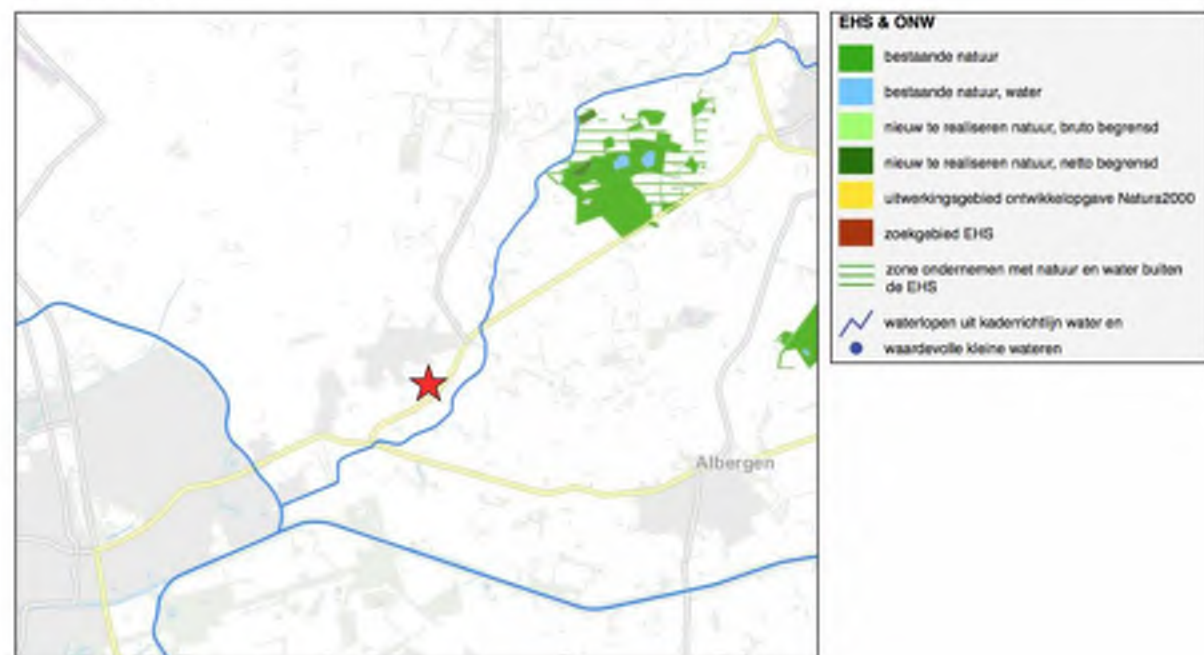 EHS & ONW
bestaande natuur
bestaande natuur, water
nieuw te realiseren natuur, bruto begrensd
nieuw te realiseren natuur, netto begrensd
uitwerkingsgebied ontwikkelopgave Natura2000
zoekgebied EHS
zone ondernemen met natuur en water buiten
de EHS
waterlopen uit kaderrichtlijn water en
waardevolle kleine wateren
Albergen